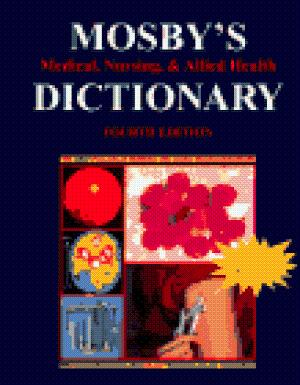 MOSBY'S
Medical, Nursing, & Allied Health
DICTIONARY
FOURTH EDITION